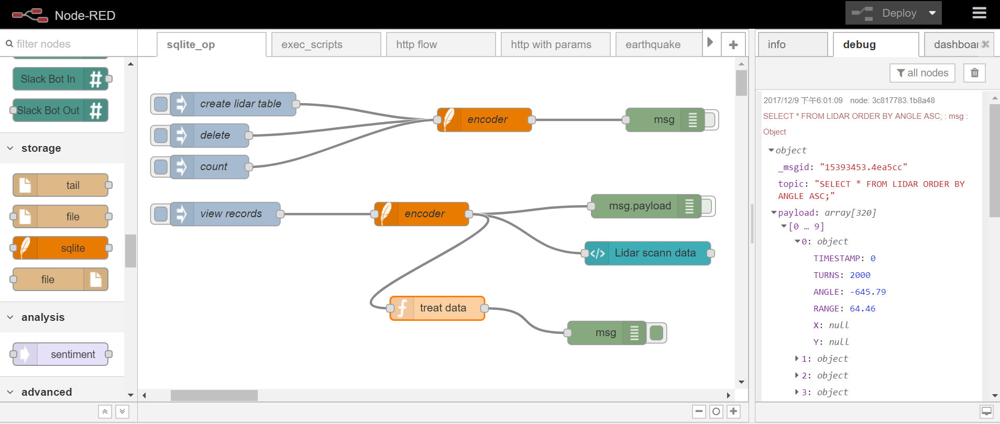 Node-RED
Deploy
filter nodes
sqlite_op
exec_scripts
http flow
http with params
earthquake
info
debug
dashboar
all nodes
Slack Bot In
Slack Bot Out
storage
tail
file
sqlite
file
analysis
sentiment
advanced
create lidar table
delete
count
encoder
msg
view records
encoder
msg.payload
Lidar scann data
treat data
msg
2017/12/9 下午6:01:09 node: 3c817783.1b8a48
SELECT * FROM LIDAR ORDER BY ANGLE ASC; : msg :
Object
object
_msgid: "15393453.4ea5cc"
topic: "SELECT * FROM LIDAR ORDER BY
ANGLE ASC;"
payload: array[320]
[0 … 9]
0: object
TIMESTAMP: 0
TURNS: 2000
ANGLE: -645.79
RANGE: 64.46
X: null
Y: null
1: object
2: object
3: object